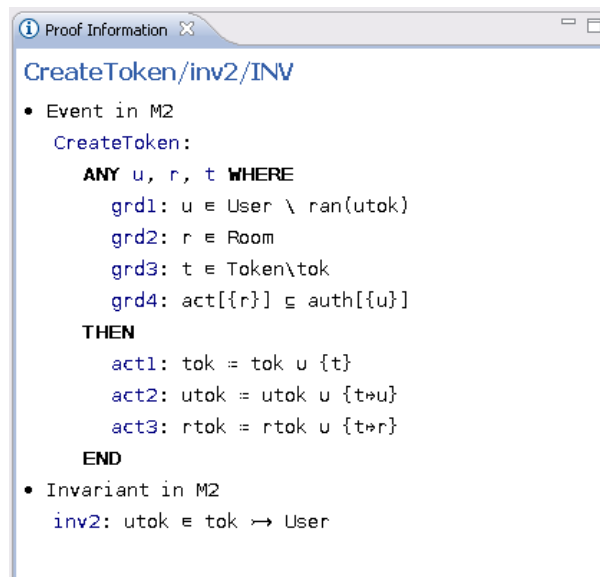 Proof Information
CreateToken/inv2/INV
• Event in M2
CreateToken:
ANY u, r, t WHERE
grd1: u ∈ User \ ran(utok)
grd2: r ∈ Room
grd3: t ∈ Token\tok
grd4: act[{r}] ⊆ auth[{u}]
THEN
act1: tok ≔ tok ∪ {t}
act2: utok ≔ utok ∪ {t↦u}
act3: rtok ≔ rtok ∪ {t↦r}
END
• Invariant in M2
inv2: utok ∈ tok ↣ User